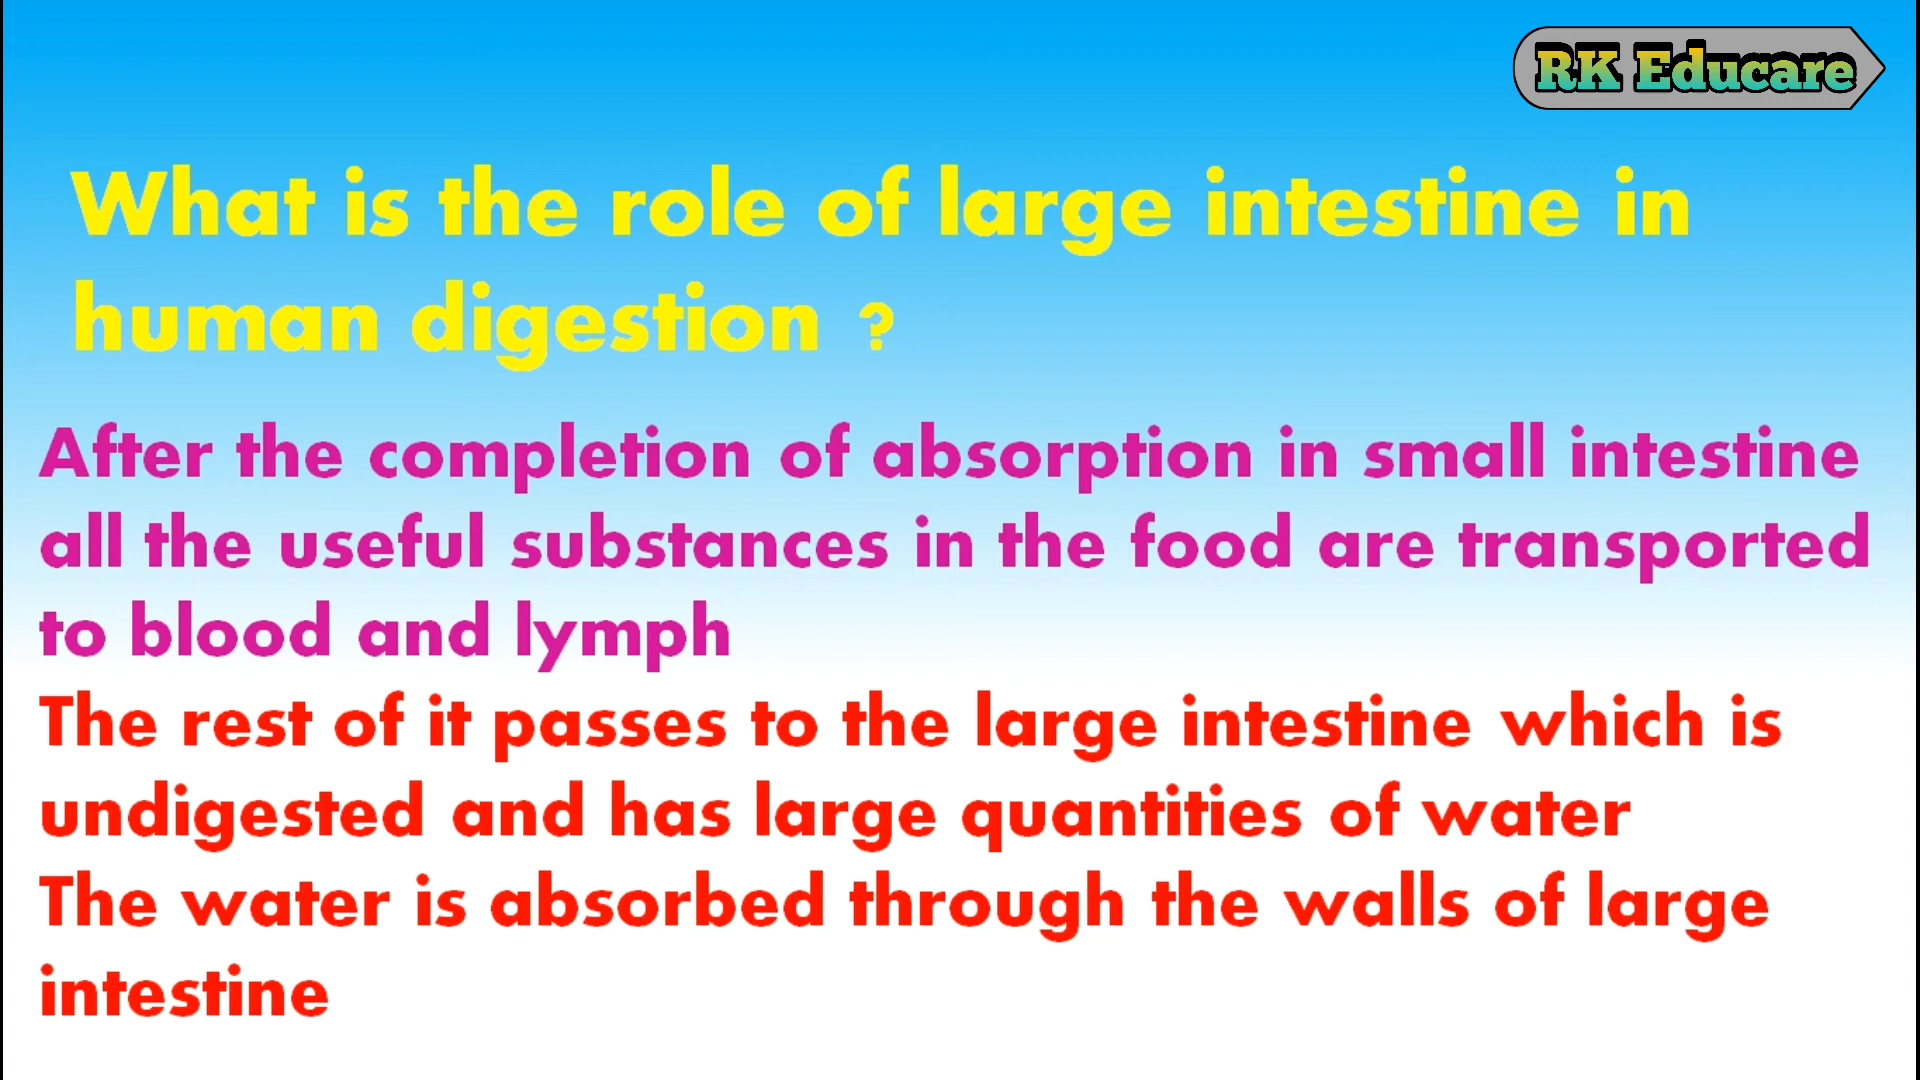 RK Educare
What is the role of large intestine in
human digestion ?
After the completion of absorption in small intestine
all the useful substances in the food are transported
to blood and lymph
The rest of it passes to the large intestine which is
undigested and has large quantities of water
The water is absorbed through the walls of large
intestine